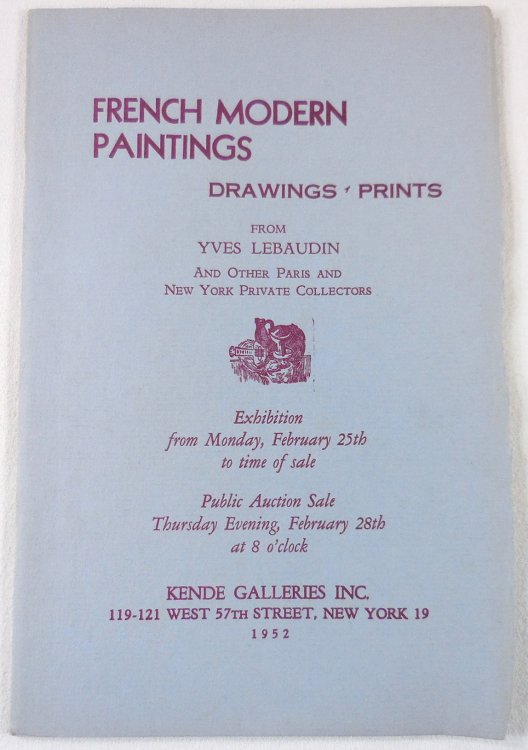 FRENCH MODERN
PAINTINGS
DRAWINGS · PRINTS
FROM
YVES LEBAUDIN
AND OTHER PARIS AND
NEW YORK PRIVATE COLLECTORS
Exhibition
from Monday, February 25th
to time of sale
Public Auction Sale
Thursday Evening, February 28th
at 8 o'clock
KENDE GALLERIES INC.
119-121 WEST 57TH STREET, NEW YORK 19
1952